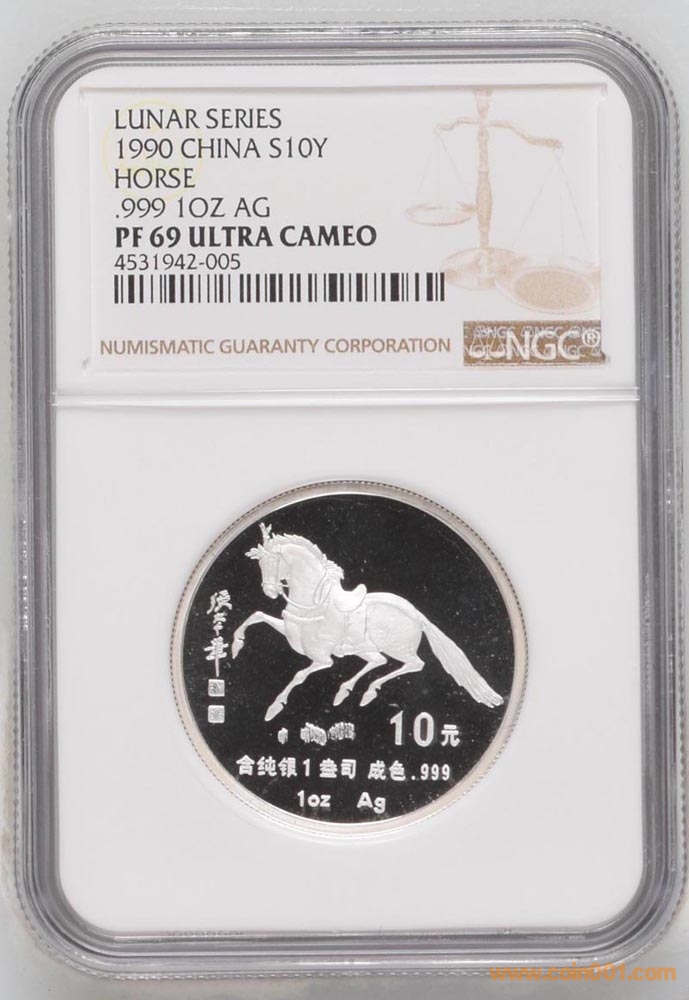 LUNAR SERIES
1990 CHINA S10Y
HORSE
.999 1OZ AG
PF 69 ULTRA CAMEO
4531942-005
NUMISMATIC GUARANTY CORPORATION
NGC®
10元
含纯银1盎司 成色.999
1oz Ag
www.coin001.com